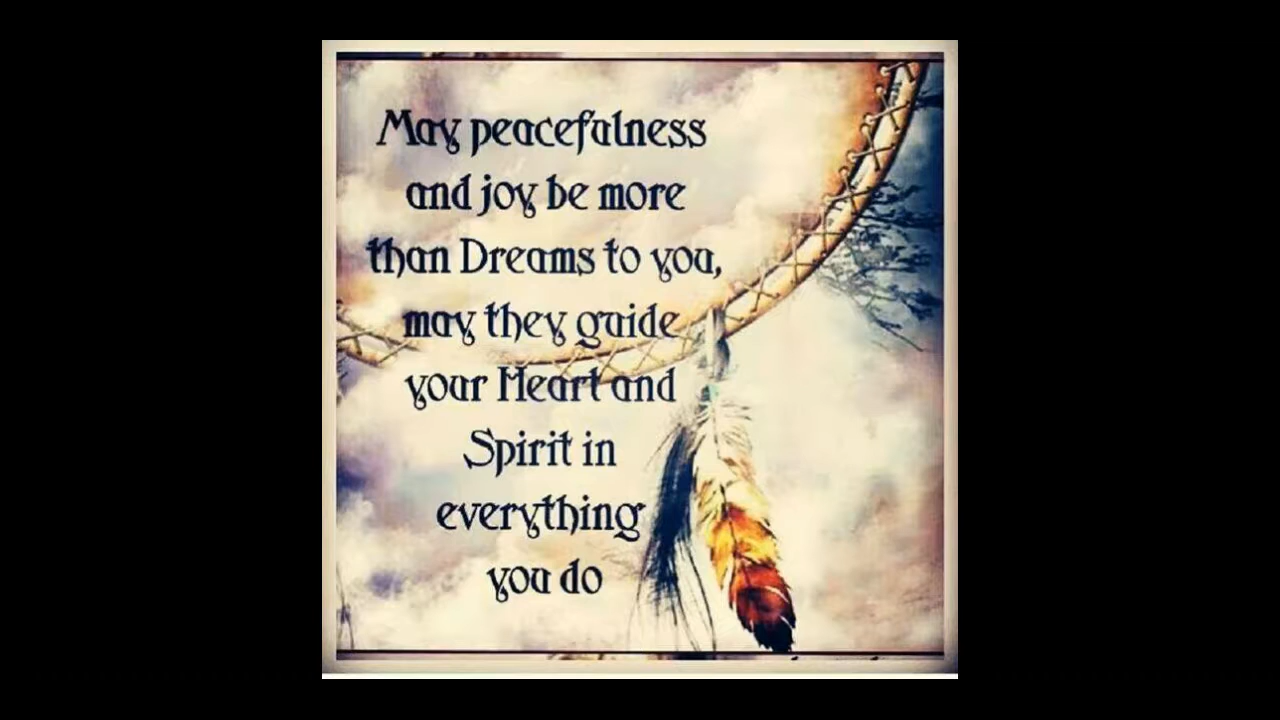 May peacefulness
and joy be more
than Dreams to you,
may they guide
your Heart and
Spirit in
everything
you do